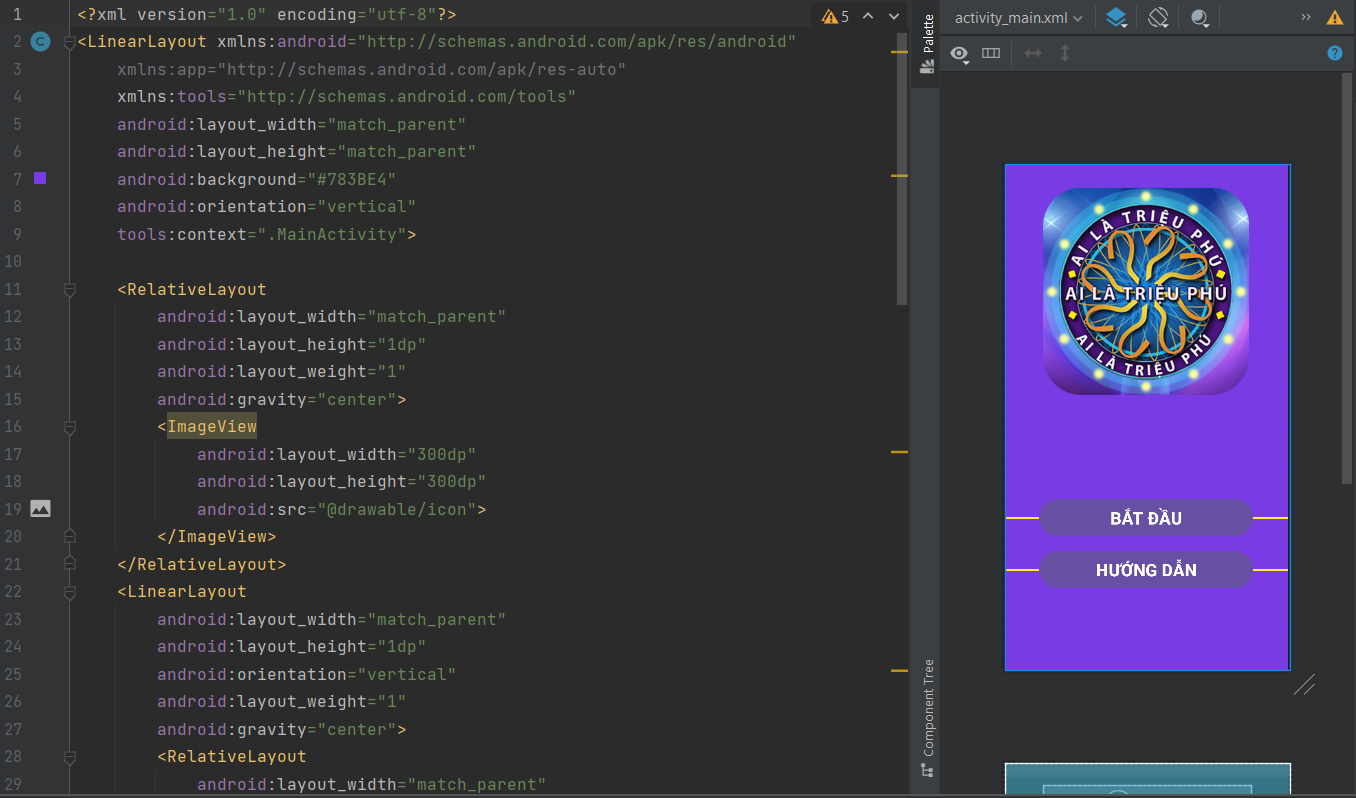 1 <?xml version="1.0" encoding="utf-8"?>
5
2 <LinearLayout xmlns:android="http://schemas.android.com/apk/res/android"
C
3 xmlns:app="http://schemas.android.com/apk/res-auto"
4 xmlns:tools="http://schemas.android.com/tools"
5 android:layout_width="match_parent"
6 android:layout_height="match_parent"
7 android:background="#783BE4"
8 android:orientation="vertical"
9 tools:context=".MainActivity">
10
11 <RelativeLayout
12 android:layout_width="match_parent"
13 android:layout_height="1dp"
14 android:layout_weight="1"
15 android:gravity="center">
16 <ImageView
17 android:layout_width="300dp"
18 android:layout_height="300dp"
19 android:src="@drawable/icon">
20 </ImageView>
21 </RelativeLayout>
22 <LinearLayout
23 android:layout_width="match_parent"
24 android:layout_height="1dp"
25 android:orientation="vertical"
26 android:layout_weight="1"
27 android:gravity="center">
28 <RelativeLayout
29 android:layout_width="match_parent"
Palette
Component Tree
activity_main.xml
?
AI LÀ TRIỆU PHÚ
AI LÀ TRIỆU PHÚ
AI LÀ TRIỆU PHÚ
BẮT ĐẦU
HƯỚNG DẪN